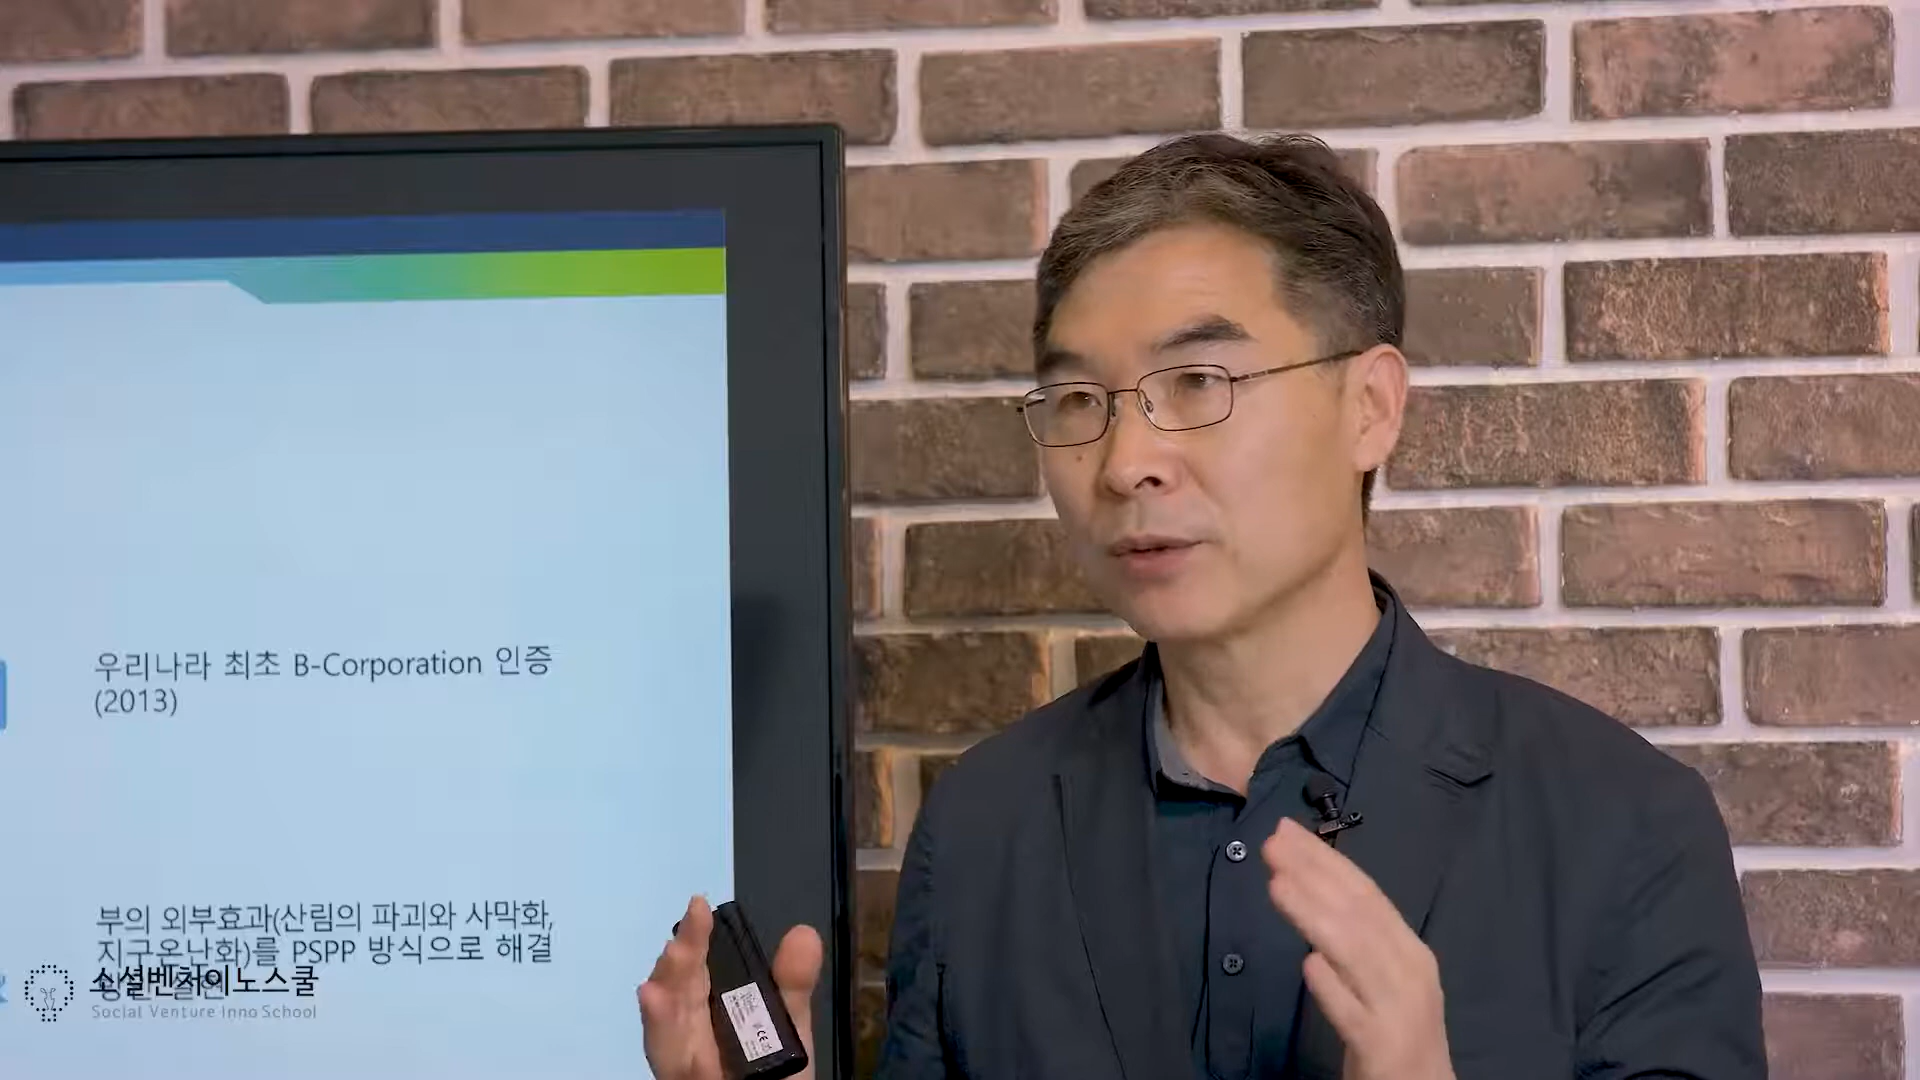 우리나라 최초 B-Corporation 인증
(2013)
부의 외부효과(산림의 파괴와 사막화,
지구온난화)를 PSPP 방식으로 해결
소셜벤처이노스쿨
Social Venture Inno School